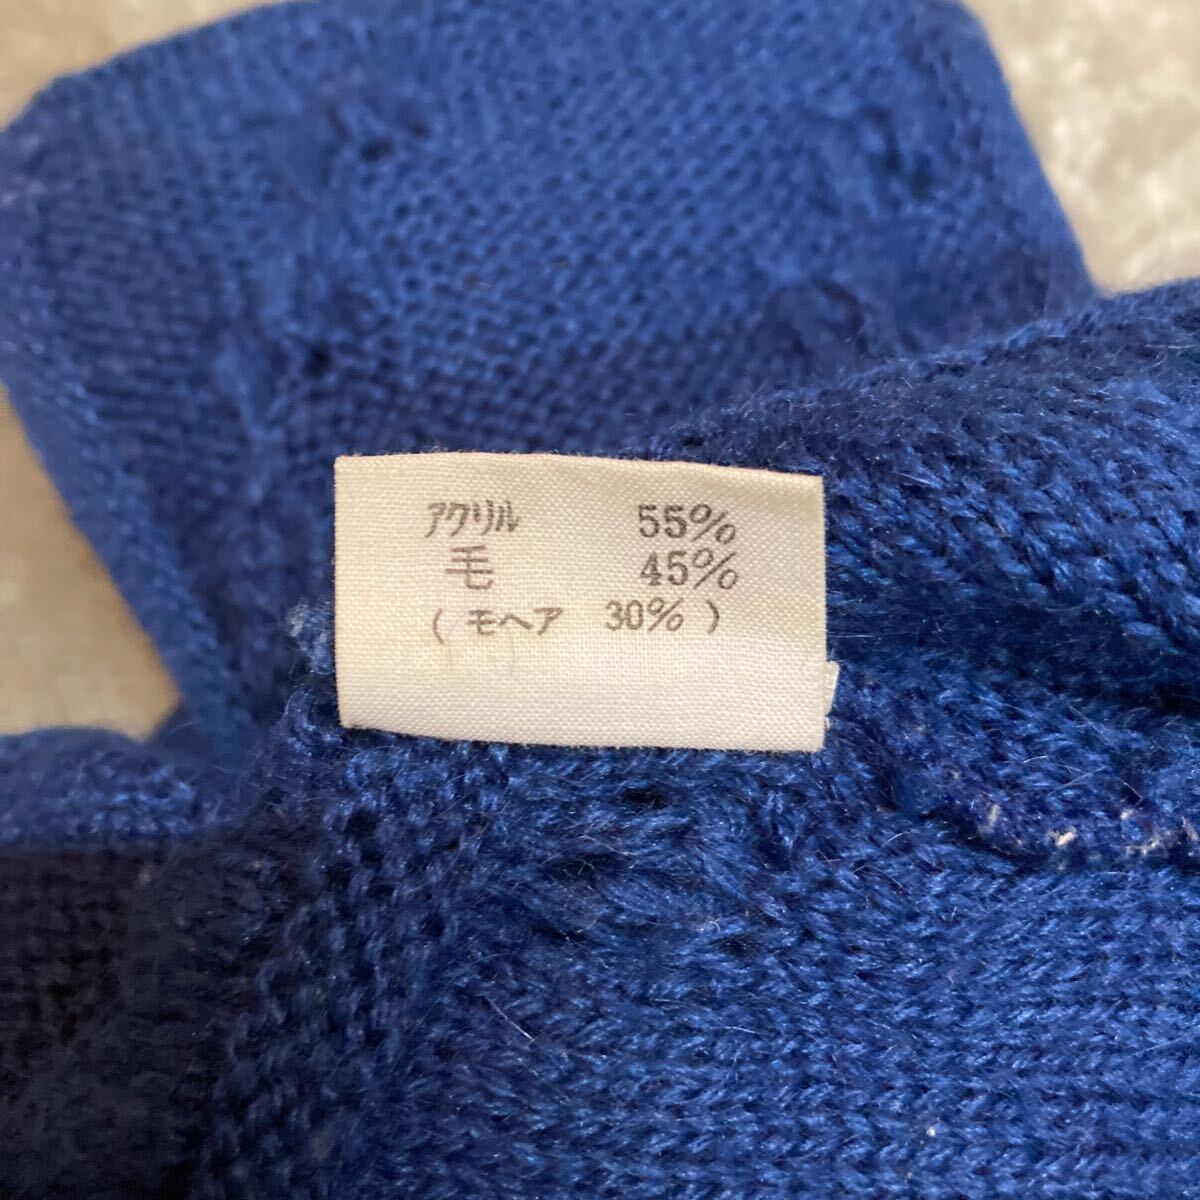 アクリル 55%
毛 45%
( モヘア 30% )